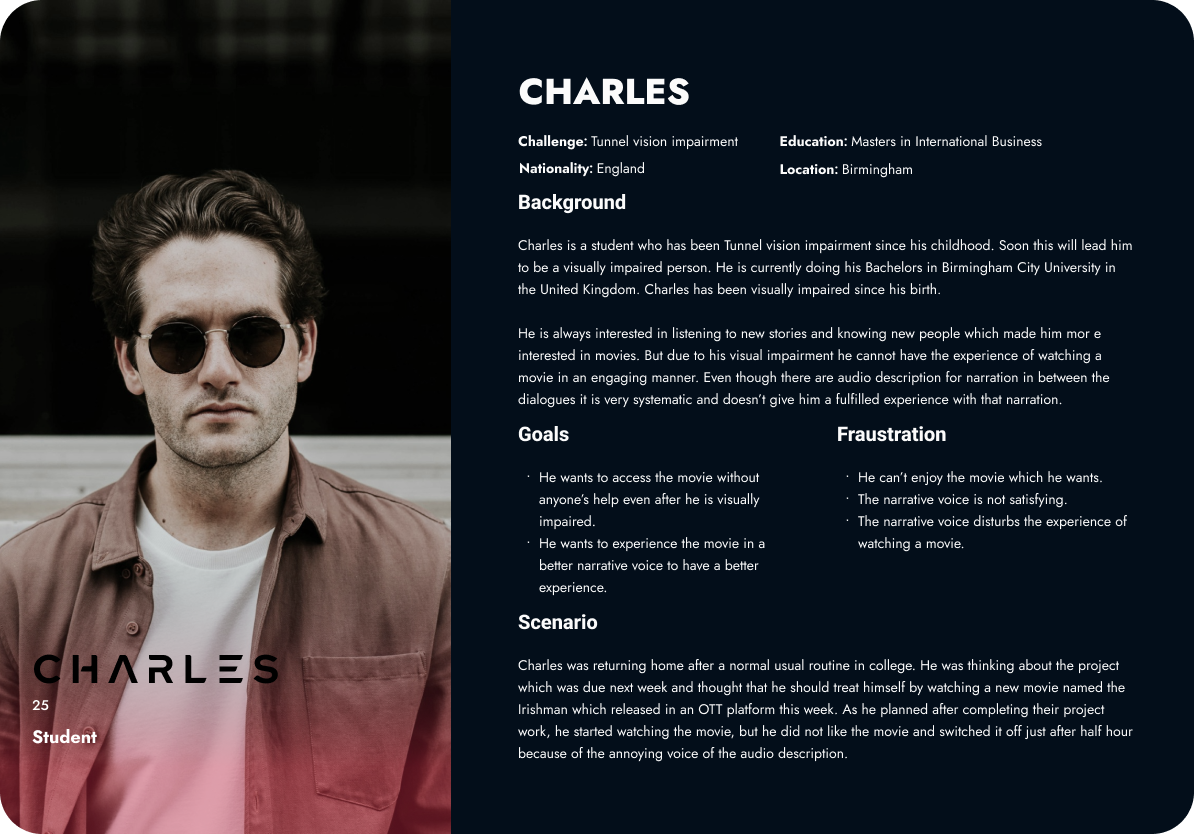 CHARLES
Challenge: Tunnel vision impairment
Education: Masters in International Business
Nationality: England
Location: Birmingham
Background
Charles is a student who has been Tunnel vision impairment since his childhood. Soon this will lead him
to be a visually impaired person. He is currently doing his Bachelors in Birmingham City University in
the United Kingdom. Charles has been visually impaired since his birth.
He is always interested in listening to new stories and knowing new people which made him mor e
interested in movies. But due to his visual impairment he cannot have the experience of watching a
movie in an engaging manner. Even though there are audio description for narration in between the
dialogues it is very systematic and doesn’t give him a fulfilled experience with that narration.
Goals
· He wants to access the movie without
anyone’s help even after he is visually
impaired.
· He wants to experience the movie in a
better narrative voice to have a better
experience.
Fraustration
· He can’t enjoy the movie which he wants.
· The narrative voice is not satisfying.
· The narrative voice disturbs the experience of
watching a movie.
Scenario
Charles was returning home after a normal usual routine in college. He was thinking about the project
which was due next week and thought that he should treat himself by watching a new movie named the
Irishman which released in an OTT platform this week. As he planned after completing their project
work, he started watching the movie, but he did not like the movie and switched it off just after half hour
because of the annoying voice of the audio description.
CHARLES
25
Student